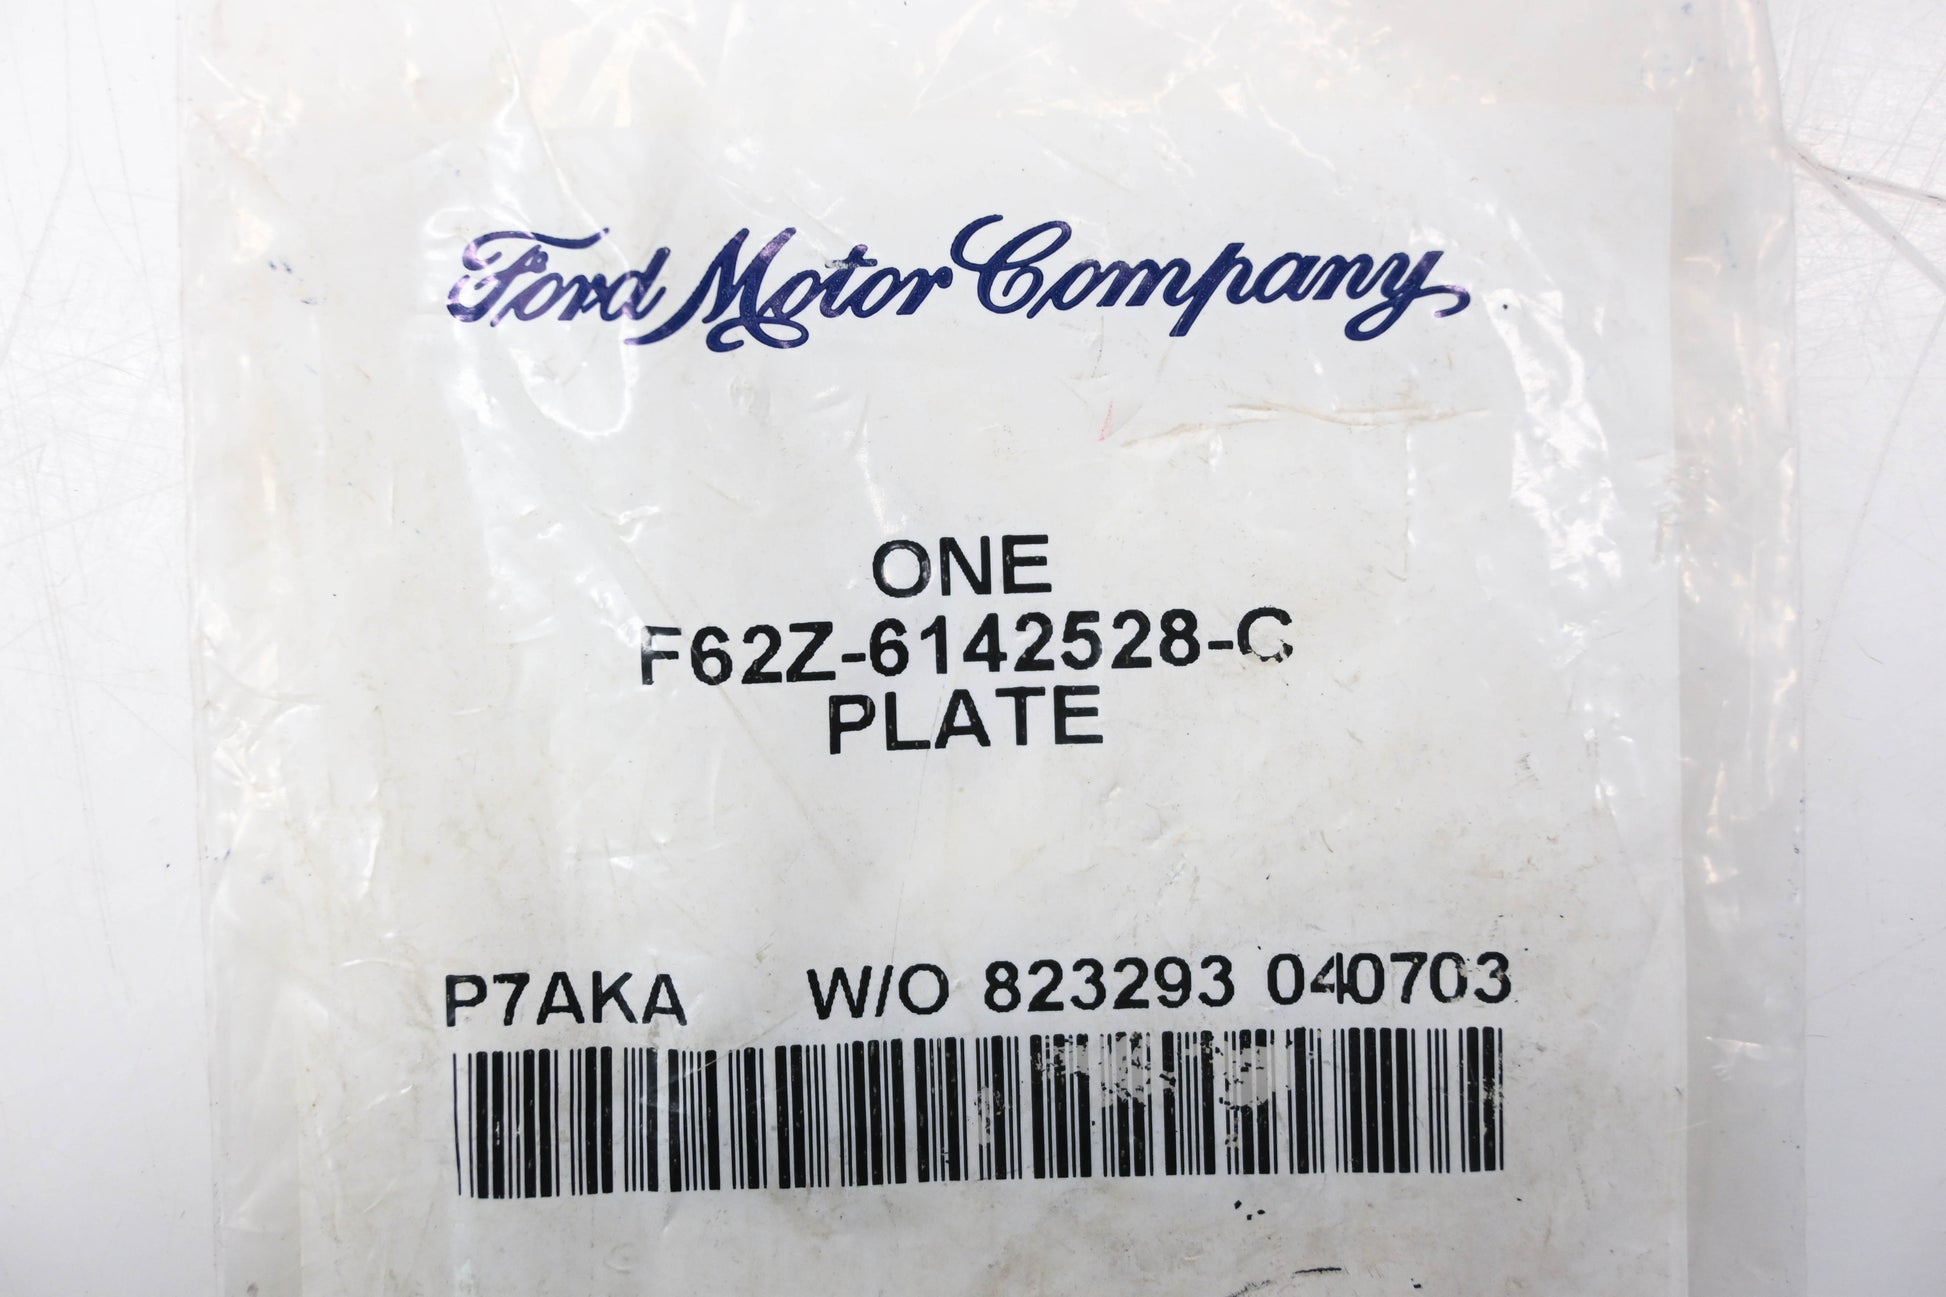 Ford Motor Company
ONE
F62Z-6142528-C
PLATE
P7AKA W/O 823293 040703